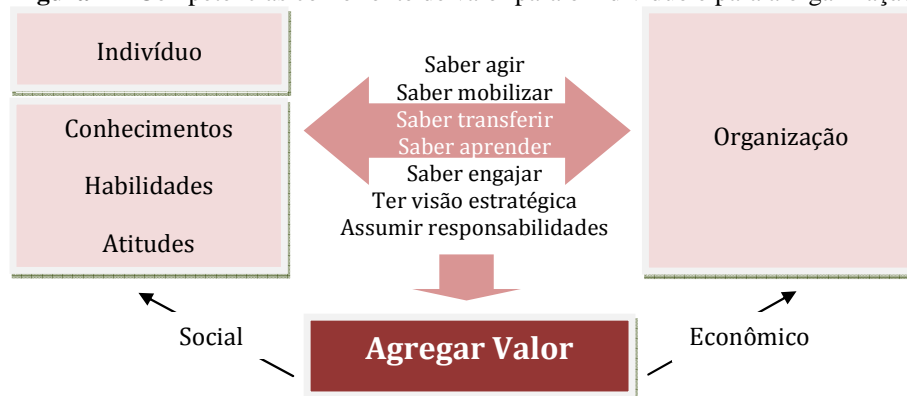 Indivíduo
Conhecimentos
Habilidades
Atitudes
Saber agir
Saber mobilizar
Saber transferir
Saber aprender
Saber engajar
Ter visão estratégica
Assumir responsabilidades
Organização
Social
Agregar Valor
Econômico